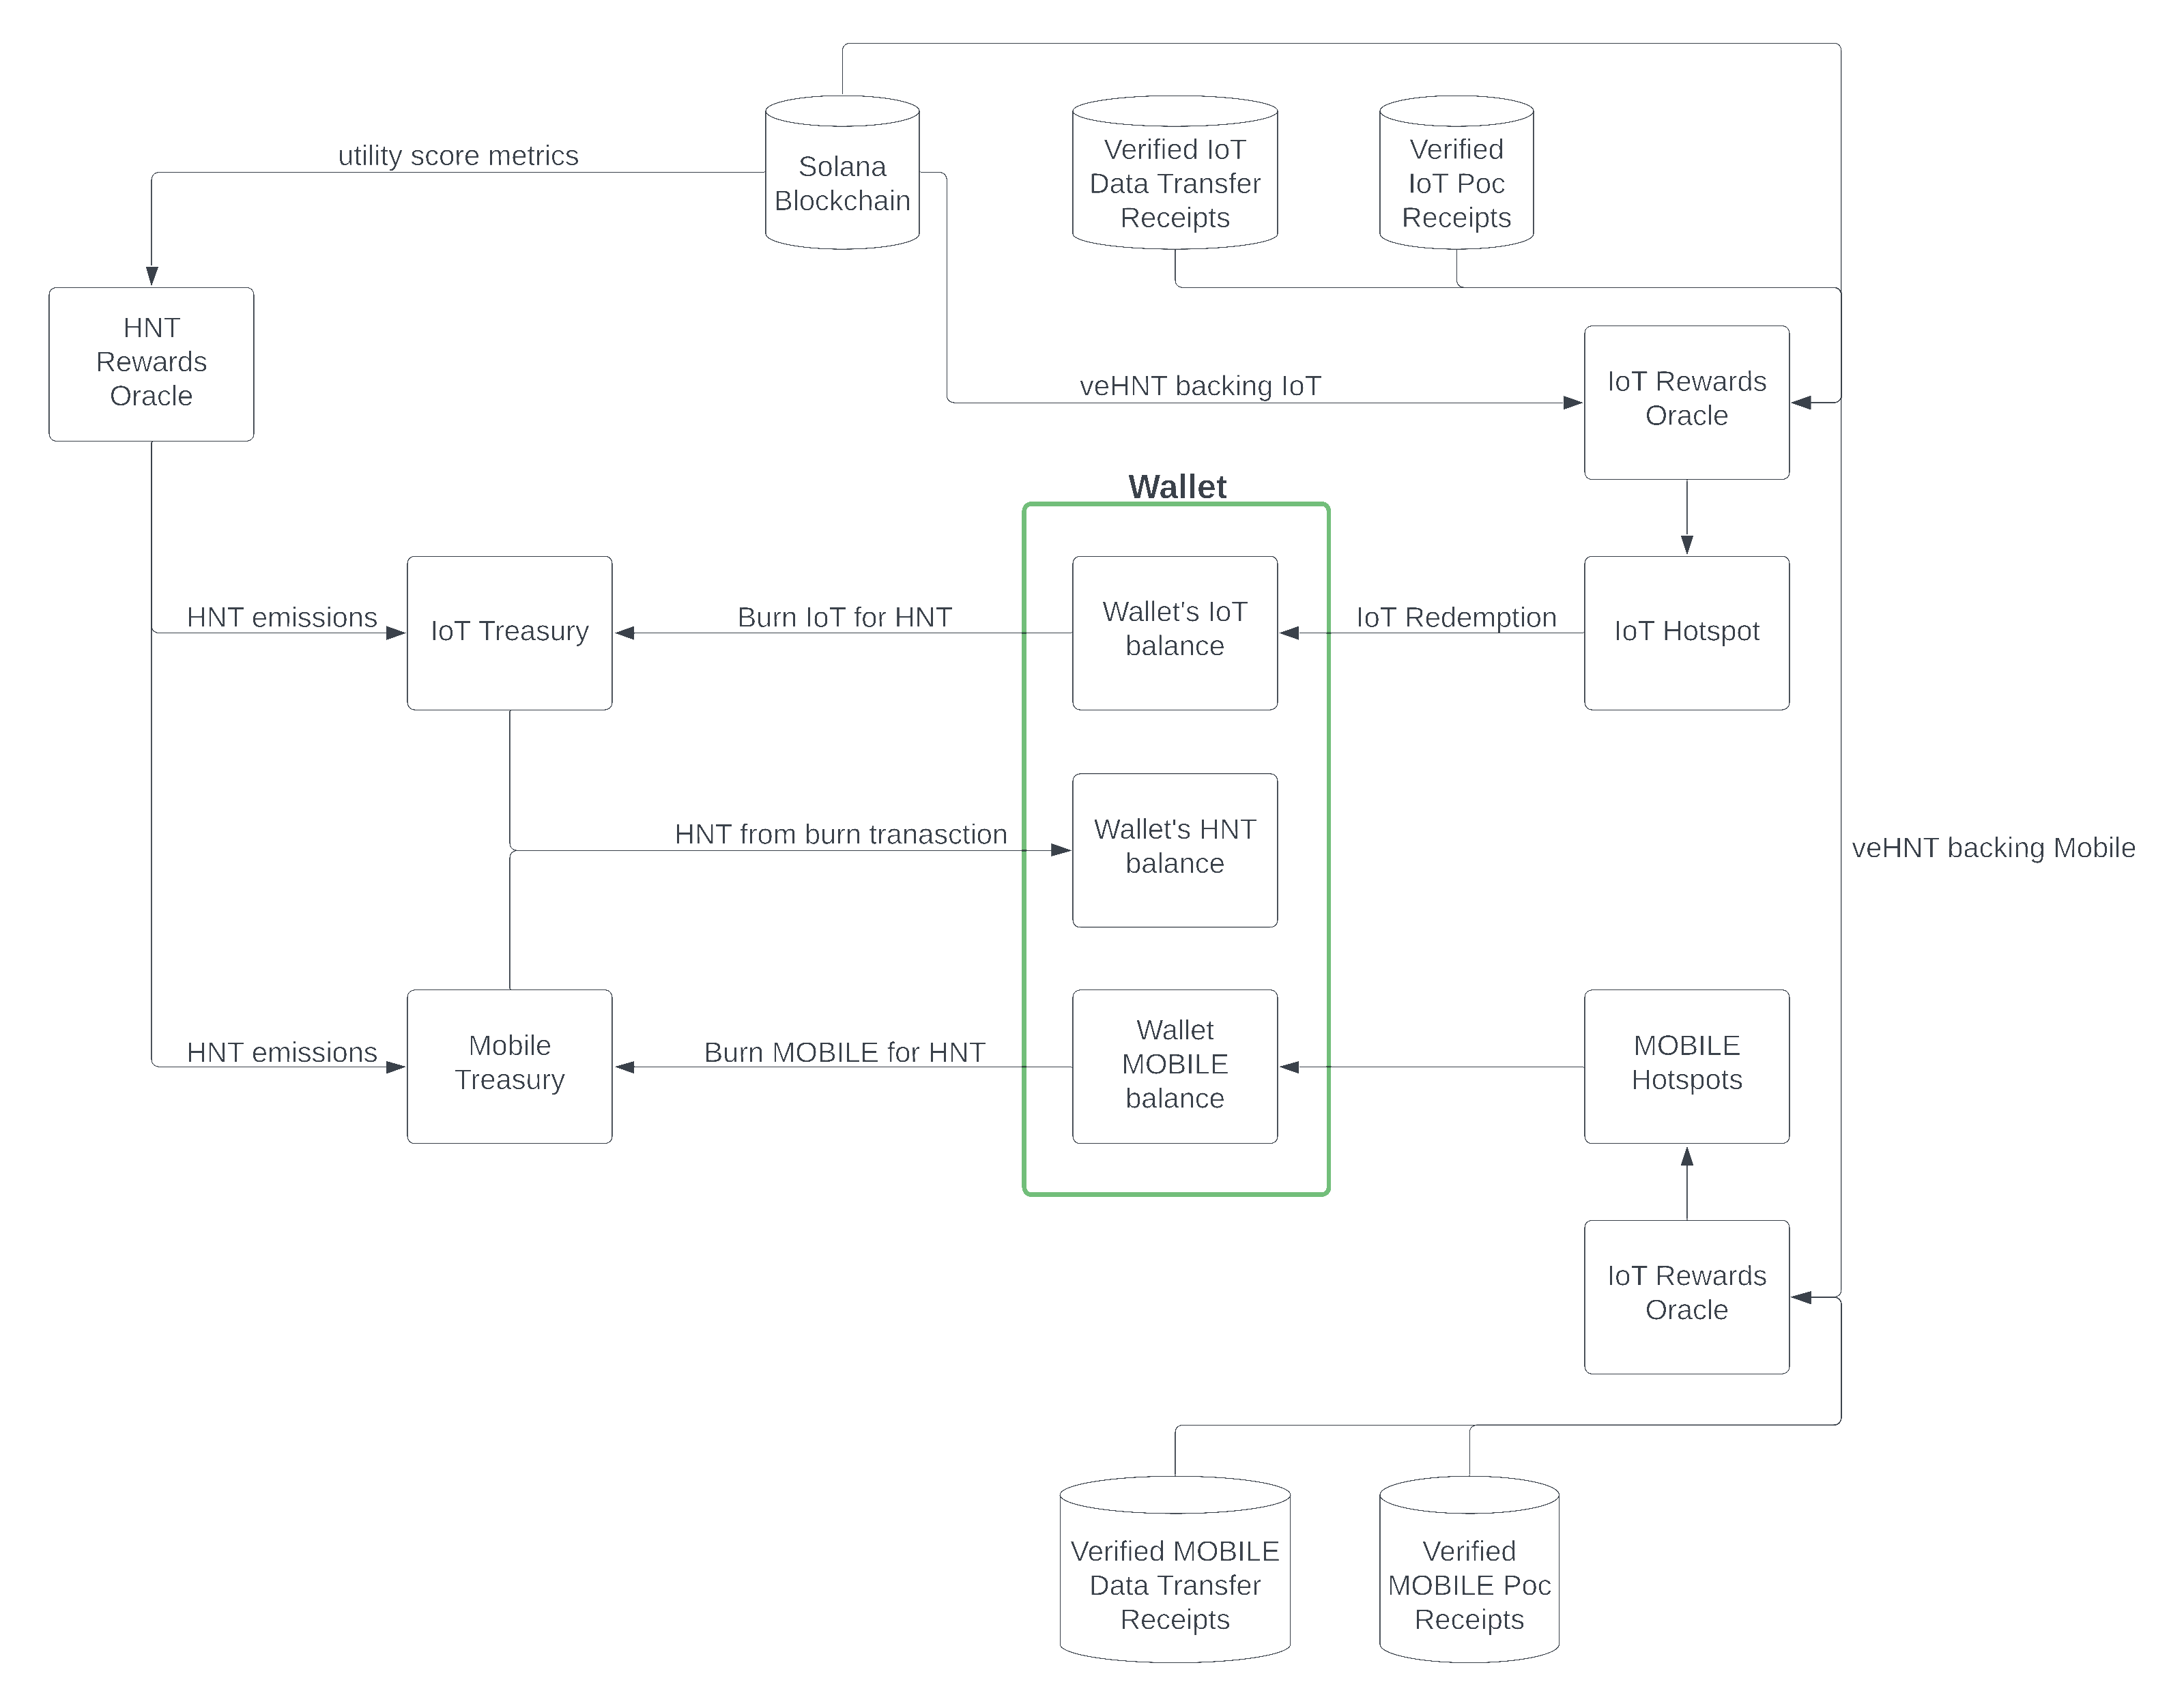 utility score metrics
Solana
Blockchain
Verified IoT
Data Transfer
Receipts
Verified
IoT Poc
Receipts
HNT
Rewards
Oracle
veHNT backing IoT
IoT Rewards
Oracle
Wallet
HNT emissions
IoT Treasury
Burn IoT for HNT
Wallet's IoT
balance
IoT Redemption
IoT Hotspot
HNT from burn tranasction
Wallet's HNT
balance
veHNT backing Mobile
HNT emissions
Mobile
Treasury
Burn MOBILE for HNT
Wallet
MOBILE
balance
MOBILE
Hotspots
IoT Rewards
Oracle
Verified MOBILE
Data Transfer
Receipts
Verified
MOBILE Poc
Receipts